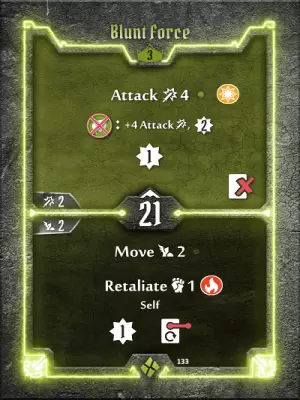 Blunt Force
3
Attack 4
: +4 Attack , 2
1
2
21
2
Move 2
Retaliate 1
Self
1
133